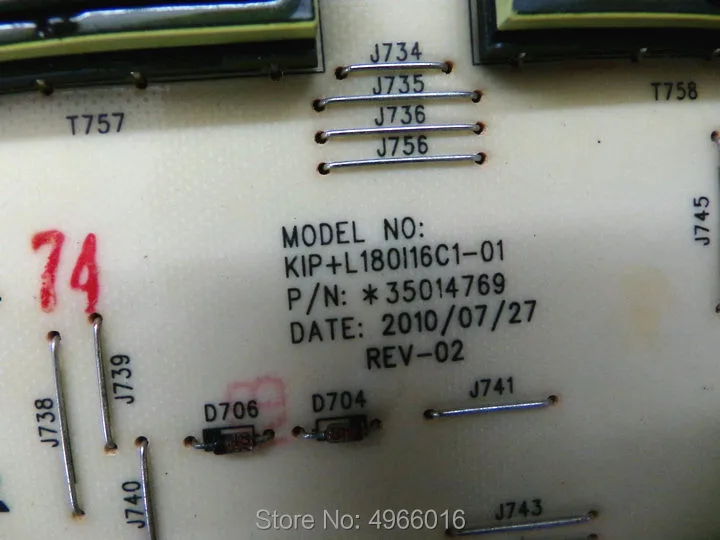 J734
J735
T757
T758
J736
J756
J745
MODEL NO:
KIP+L180I16C1-01
P/N: *35014769
DATE: 2010/07/27
REV-02
74
J739
J738
D706
D704
J741
J740
J743
Store No: 4966016